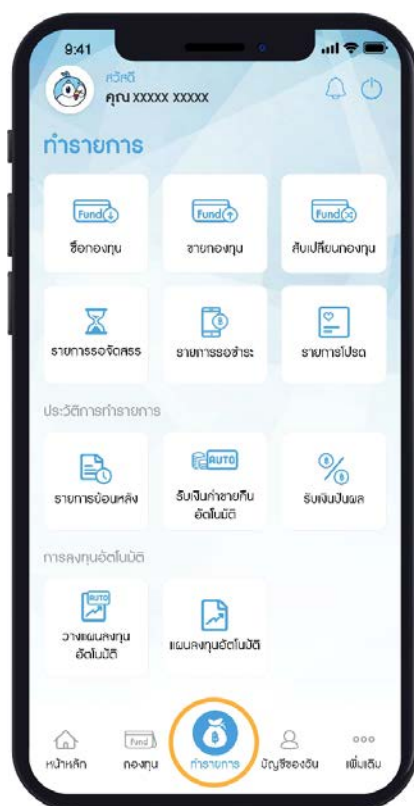 9:41
สวัสดี
คุณ xxxxx xxxxx
ทำรายการ
Fund
Fund
Fund
ซื้อกองทุน
ขายกองทุน
สับเปลี่ยนกองทุน
รายการรอจัดสรร
รายการรอชำระ
รายการโปรด
ประวัติการทำรายการ
AUTO
รายการย้อนหลัง
รับเงินค่าขายคืน
อัตโนมัติ
รับเงินปันผล
การลงทุนอัตโนมัติ
AUTO
วางแผนลงทุน
อัตโนมัติ
แผนลงทุนอัตโนมัติ
Fund
หน้าหลัก
กองทุน
ทำรายการ
บัญชีของฉัน
เพิ่มเติม